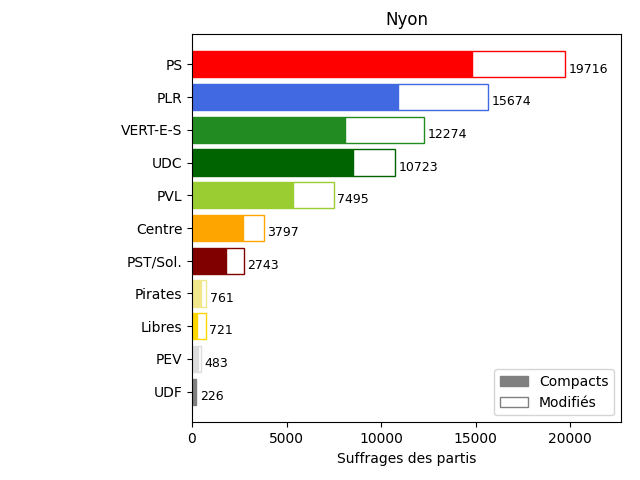 Nyon
PS 19716
PLR 15674
VERT-E-S 12274
UDC 10723
PVL 7495
Centre 3797
PST/Sol. 2743
Pirates 761
Libres 721
PEV 483
UDF 226
Compacts
Modifiés
0 5000 10000 15000 20000
Suffrages des partis